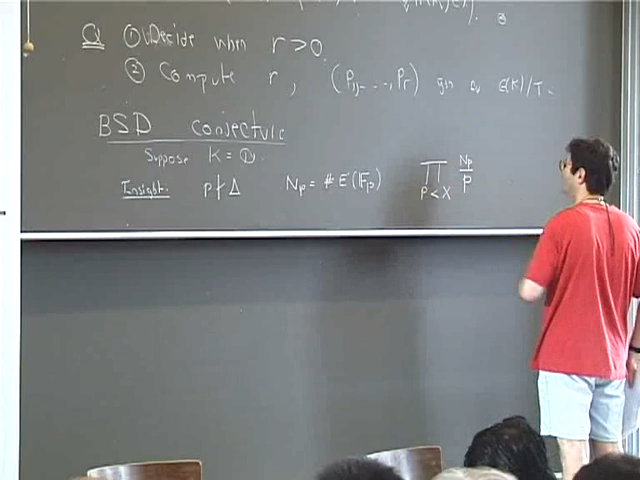 Q ① Decide when r > 0.
② Compute r, (P1, ..., Pr) gen of E(K)/T.
BSD conjecture
Suppose K = ℚ.
Insight. p ∤ Δ Np = # E(𝔽p) ∏ p < X Np/p